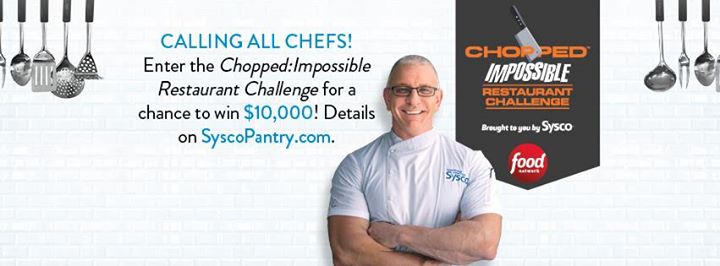 CALLING ALL CHEFS!
Enter the Chopped:Impossible
Restaurant Challenge for a
chance to win $10,000! Details
on SyscoPantry.com.
CHOPPED™
IMPOSSIBLE
RESTAURANT
CHALLENGE
Brought to you by Sysco
food
network
Sysco